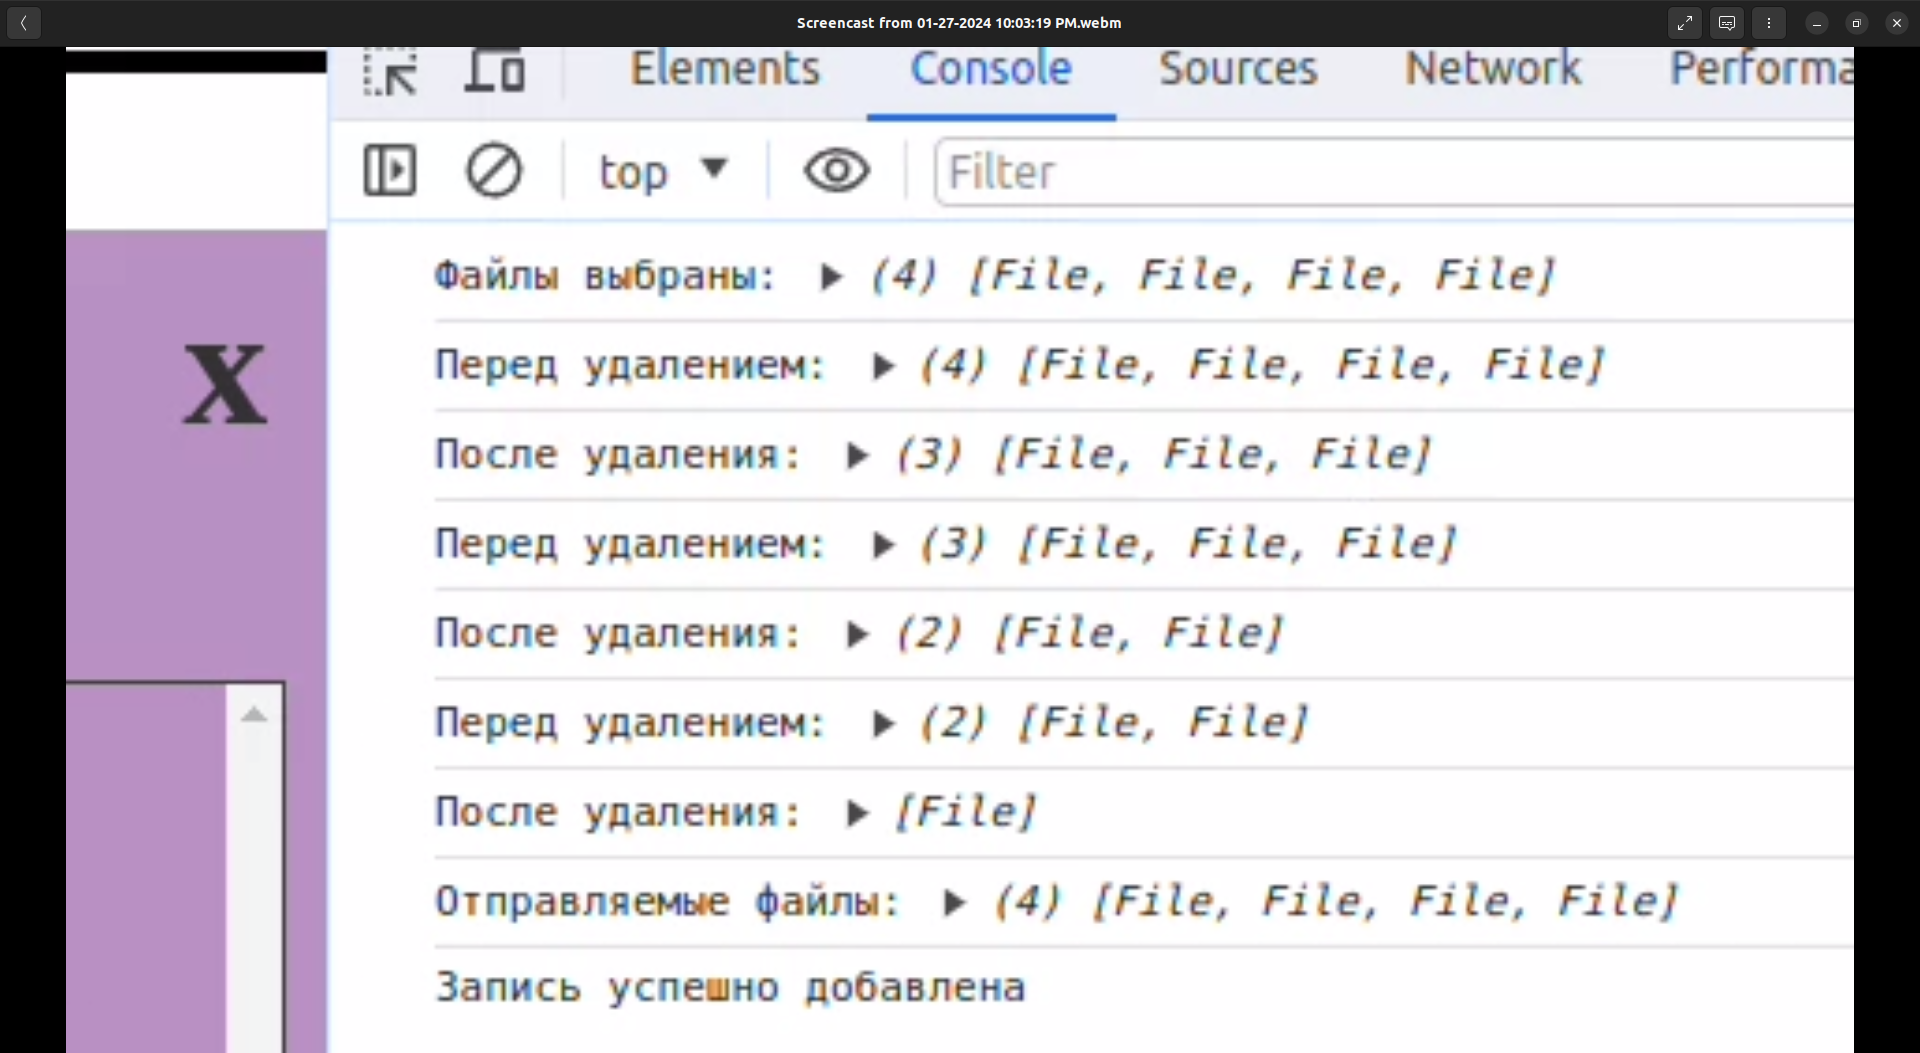 Screencast from 01-27-2024 10:03:19 PM.webm
Elements Console Sources Network Performa
top Filter
Файлы выбраны: (4) [File, File, File, File]
X
Перед удалением: (4) [File, File, File, File]
После удаления: (3) [File, File, File]
Перед удалением: (3) [File, File, File]
После удаления: (2) [File, File]
Перед удалением: (2) [File, File]
После удаления: [File]
Отправляемые файлы: (4) [File, File, File, File]
Запись успешно добавлена